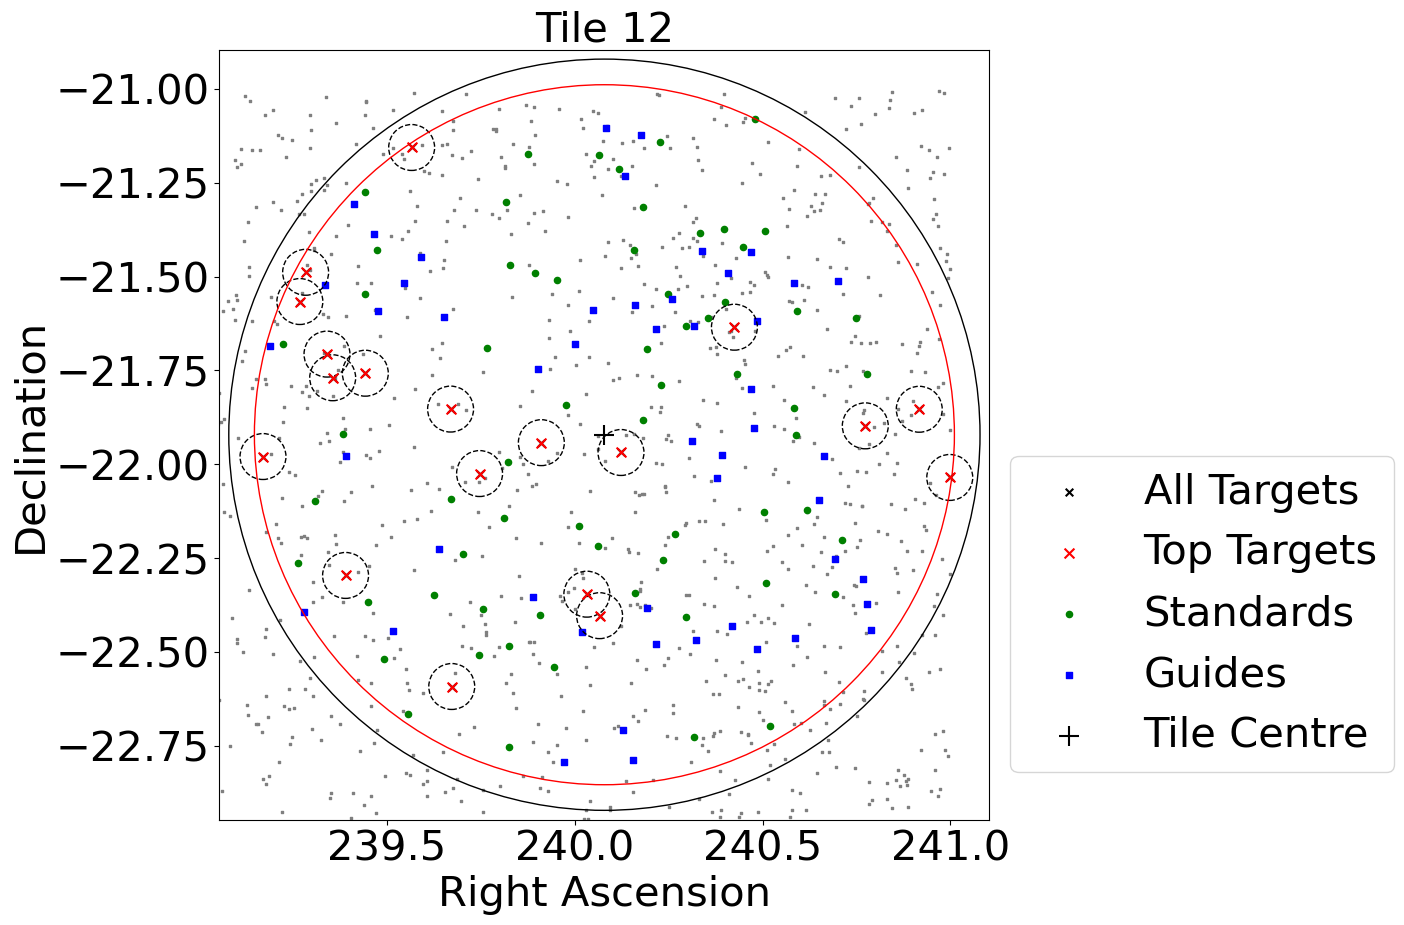 Tile 12
−21.00
−21.25
−21.50
−21.75
−22.00
−22.25
−22.50
−22.75
Declination
239.5 240.0 240.5 241.0
Right Ascension
All Targets
Top Targets
Standards
Guides
Tile Centre